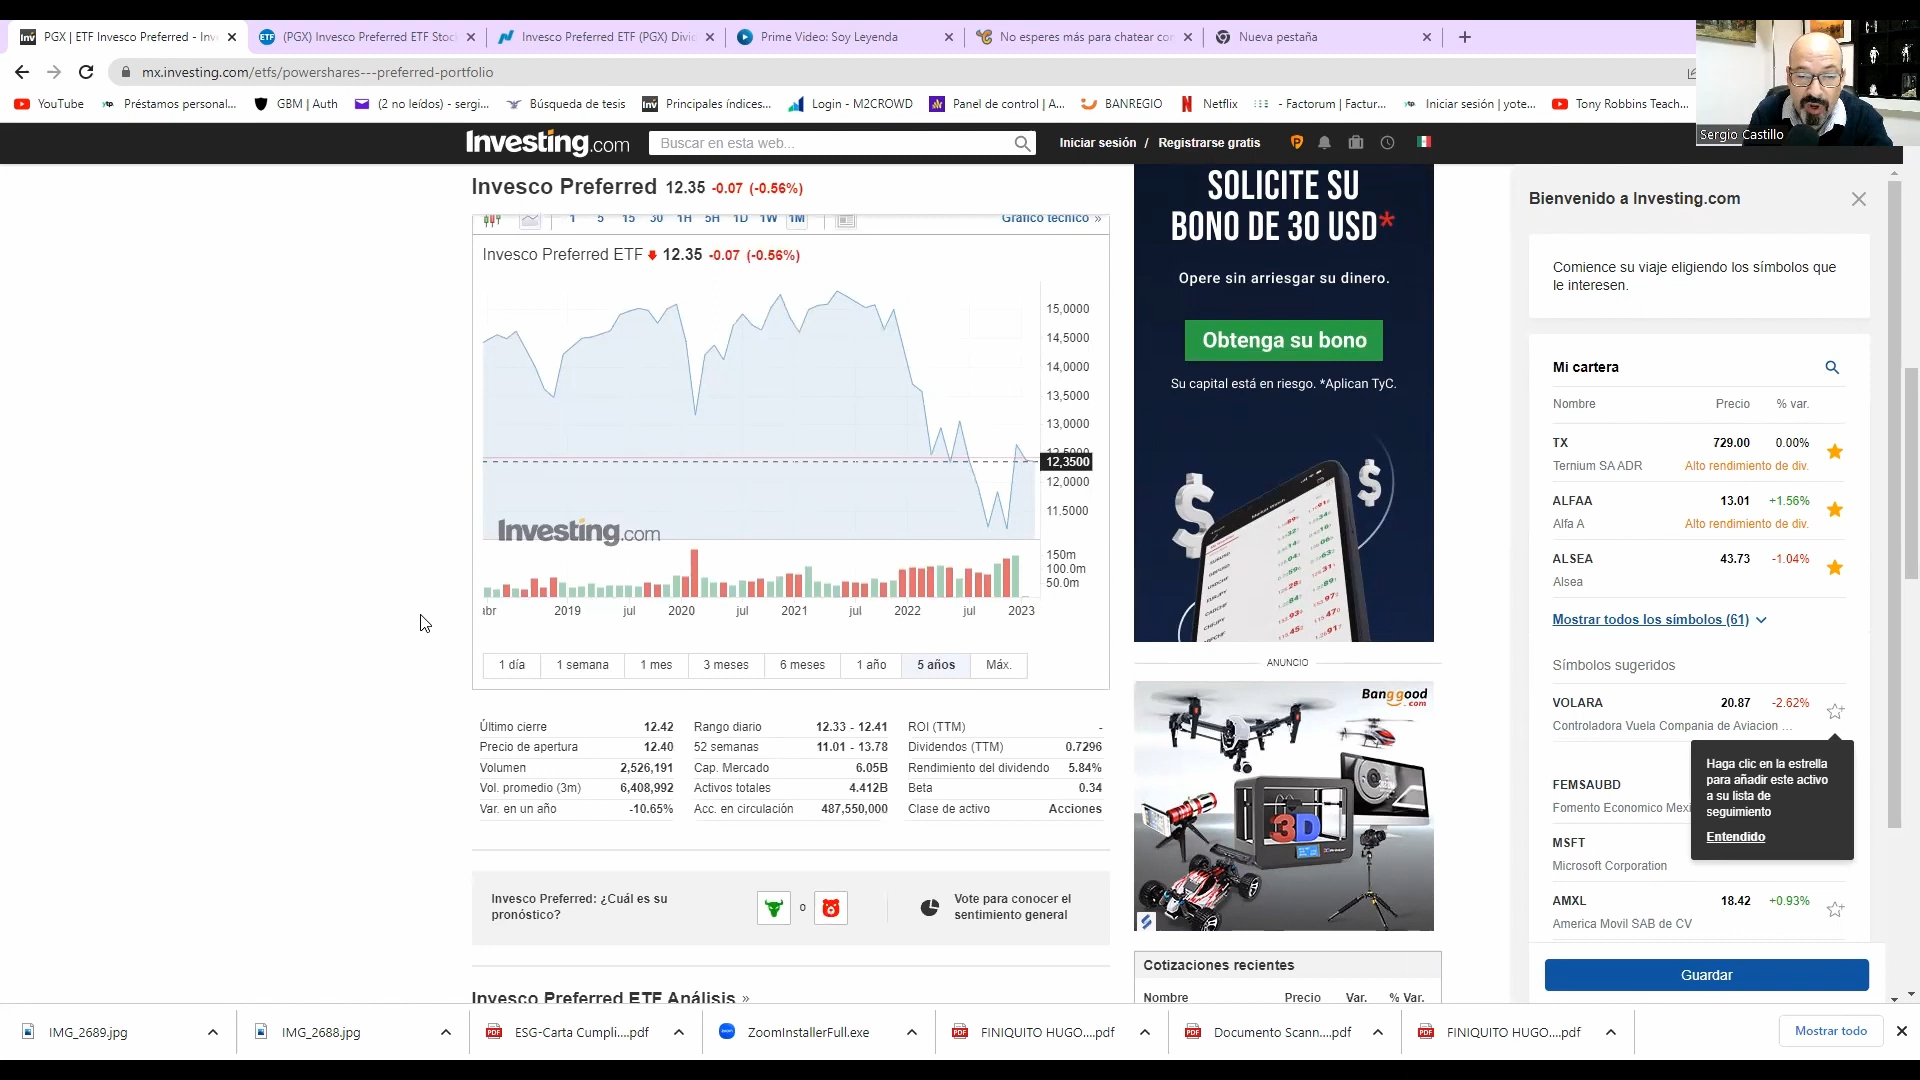 PGX | ETF Invesco Preferred - Inv
(PGX) Invesco Preferred ETF Stoc
Invesco Preferred ETF (PGX) Divid
Prime Video: Soy Leyenda
No esperes más para chatear con
Nueva pestaña
mx.investing.com/etfs/powershares---preferred-portfolio
YouTube
Préstamos personal...
GBM | Auth
(2 no leídos) - sergi...
Búsqueda de tesis
Principales índices...
Login - M2CROWD
Panel de control | A...
BANREGIO
Netflix
- Factorum | Factur...
Iniciar sesión | yote...
Tony Robbins Teach...
Sergio Castillo
Investing.com
Buscar en esta web...
Iniciar sesión / Registrarse gratis
Invesco Preferred 12.35 -0.07 (-0.56%)
1 5 15 30 1H 5H 1D 1W 1M
Gráfico técnico »
Invesco Preferred ETF 12.35 -0.07 (-0.56%)
15,0000
14,5000
14,0000
13,5000
13,0000
12,3500
12,0000
11,5000
Investing.com
150m
100.0m
50.0m
abr 2019 jul 2020 jul 2021 jul 2022 jul 2023
1 día 1 semana 1 mes 3 meses 6 meses 1 año 5 años Máx.
Último cierre 12.42 Rango diario 12.33 - 12.41 ROI (TTM) -
Precio de apertura 12.40 52 semanas 11.01 - 13.78 Dividendos (TTM) 0.7296
Volumen 2,526,191 Cap. Mercado 6.05B Rendimiento del dividendo 5.84%
Vol. promedio (3m) 6,408,992 Activos totales 4.412B Beta 0.34
Var. en un año -10.65% Acc. en circulación 487,550,000 Clase de activo Acciones
Invesco Preferred: ¿Cuál es su
pronóstico?
o
Vote para conocer el
sentimiento general
Invesco Preferred ETF Análisis »
SOLICITE SU
BONO DE 30 USD*
Opere sin arriesgar su dinero.
Obtenga su bono
Su capital está en riesgo. *Aplican TyC.
ANUNCIO
Banggood
.com
3D
Cotizaciones recientes
Nombre Precio Var. % Var.
Bienvenido a Investing.com
Comience su viaje eligiendo los símbolos que
le interesen.
Mi cartera
Nombre Precio % var.
TX 729.00 0.00%
Ternium SA ADR Alto rendimiento de div.
ALFAA 13.01 +1.56%
Alfa A Alto rendimiento de div.
ALSEA 43.73 -1.04%
Alsea
Mostrar todos los símbolos (61)
Símbolos sugeridos
VOLARA 20.87 -2.62%
Controladora Vuela Compania de Aviacion ...
Haga clic en la estrella
para añadir este activo
a su lista de
seguimiento
Entendido
FEMSAUBD
Fomento Economico Mexi
MSFT
Microsoft Corporation
AMXL 18.42 +0.93%
America Movil SAB de CV
Guardar
IMG_2689.jpg
IMG_2688.jpg
ESG-Carta Cumpli....pdf
ZoomInstallerFull.exe
FINIQUITO HUGO....pdf
Documento Scann....pdf
FINIQUITO HUGO....pdf
Mostrar todo